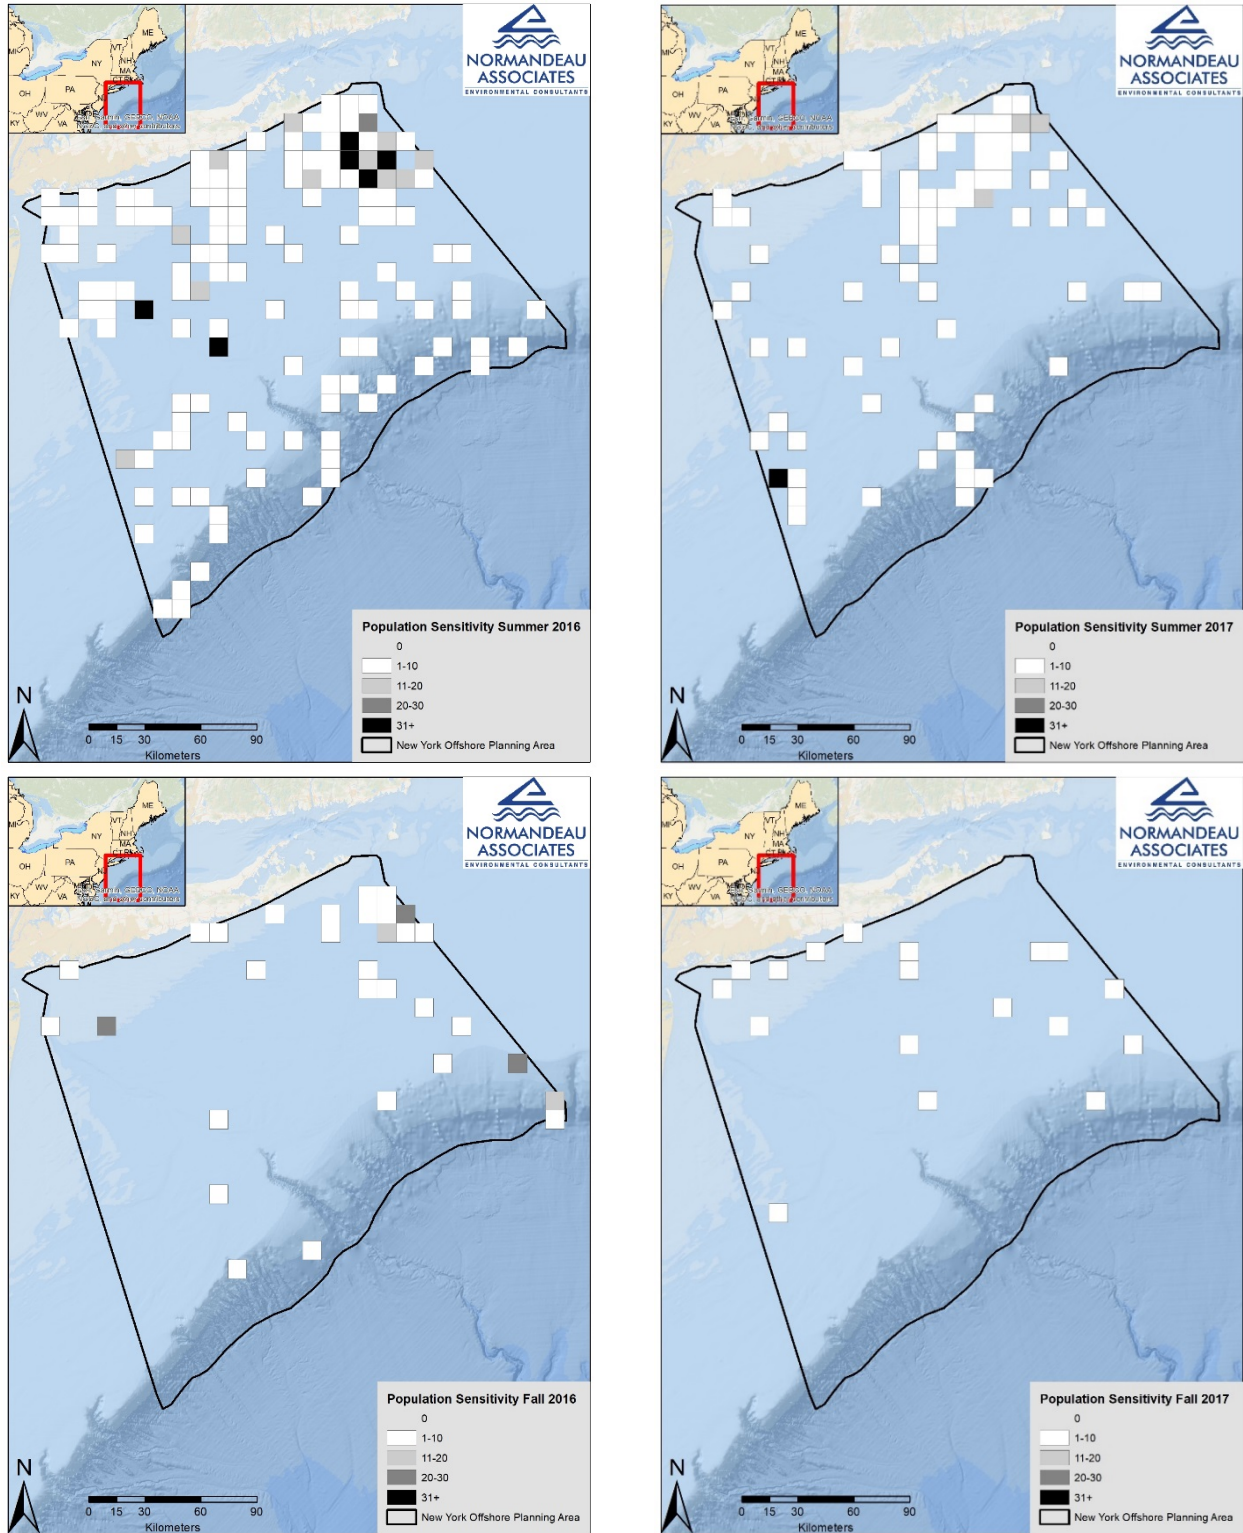 ME
VT
NH
NY
MA
MI
CT
RI
PA
OH
NJ
WV
KY
VA
NORMANDEAU
ASSOCIATES
ENVIRONMENTAL CONSULTANTS
Population Sensitivity Summer 2016
0
1-10
11-20
20-30
31+
New York Offshore Planning Area
N
0 15 30 60 90
Kilometers
ME
VT
NH
NY
MA
MI
PA
OH
WV
KY
VA
NORMANDEAU
ASSOCIATES
ENVIRONMENTAL CONSULTANTS
Population Sensitivity Summer 2017
0
1-10
11-20
20-30
31+
New York Offshore Planning Area
N
0 15 30 60 90
Kilometers
ME
VT
NH
NY
MA
MI
PA
OH
WV
KY
VA
NORMANDEAU
ASSOCIATES
ENVIRONMENTAL CONSULTANTS
Population Sensitivity Fall 2016
0
1-10
11-20
20-30
31+
New York Offshore Planning Area
N
0 15 30 60 90
Kilometers
ME
VT
NH
NY
MA
MI
PA
OH
WV
KY
VA
NORMANDEAU
ASSOCIATES
ENVIRONMENTAL CONSULTANTS
Population Sensitivity Fall 2017
0
1-10
11-20
20-30
31+
New York Offshore Planning Area
N
0 15 30 60 90
Kilometers